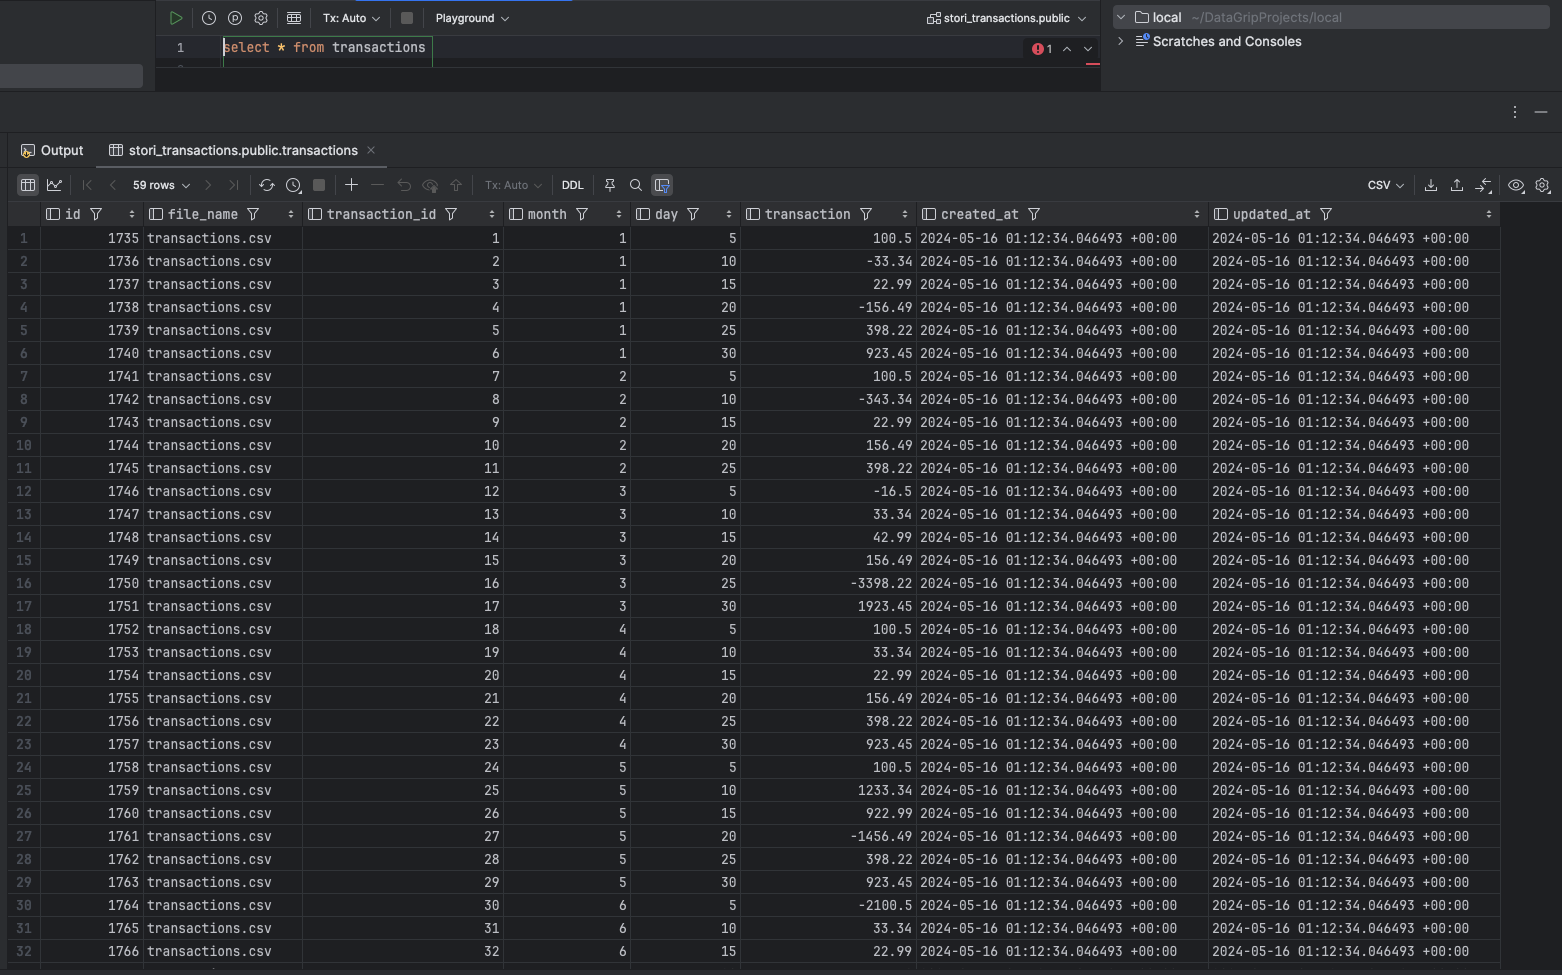 Tx: Auto Playground stori_transactions.public
local ~/DataGripProjects/local
1 select * from transactions 1
Scratches and Consoles
Output stori_transactions.public.transactions
59 rows Tx: Auto DDL CSV
id file_name transaction_id month day transaction created_at updated_at
1 1735 transactions.csv 1 1 5 100.5 2024-05-16 01:12:34.046493 +00:00 2024-05-16 01:12:34.046493 +00:00
2 1736 transactions.csv 2 1 10 -33.34 2024-05-16 01:12:34.046493 +00:00 2024-05-16 01:12:34.046493 +00:00
3 1737 transactions.csv 3 1 15 22.99 2024-05-16 01:12:34.046493 +00:00 2024-05-16 01:12:34.046493 +00:00
4 1738 transactions.csv 4 1 20 -156.49 2024-05-16 01:12:34.046493 +00:00 2024-05-16 01:12:34.046493 +00:00
5 1739 transactions.csv 5 1 25 398.22 2024-05-16 01:12:34.046493 +00:00 2024-05-16 01:12:34.046493 +00:00
6 1740 transactions.csv 6 1 30 923.45 2024-05-16 01:12:34.046493 +00:00 2024-05-16 01:12:34.046493 +00:00
7 1741 transactions.csv 7 2 5 100.5 2024-05-16 01:12:34.046493 +00:00 2024-05-16 01:12:34.046493 +00:00
8 1742 transactions.csv 8 2 10 -343.34 2024-05-16 01:12:34.046493 +00:00 2024-05-16 01:12:34.046493 +00:00
9 1743 transactions.csv 9 2 15 22.99 2024-05-16 01:12:34.046493 +00:00 2024-05-16 01:12:34.046493 +00:00
10 1744 transactions.csv 10 2 20 156.49 2024-05-16 01:12:34.046493 +00:00 2024-05-16 01:12:34.046493 +00:00
11 1745 transactions.csv 11 2 25 398.22 2024-05-16 01:12:34.046493 +00:00 2024-05-16 01:12:34.046493 +00:00
12 1746 transactions.csv 12 3 5 -16.5 2024-05-16 01:12:34.046493 +00:00 2024-05-16 01:12:34.046493 +00:00
13 1747 transactions.csv 13 3 10 33.34 2024-05-16 01:12:34.046493 +00:00 2024-05-16 01:12:34.046493 +00:00
14 1748 transactions.csv 14 3 15 42.99 2024-05-16 01:12:34.046493 +00:00 2024-05-16 01:12:34.046493 +00:00
15 1749 transactions.csv 15 3 20 156.49 2024-05-16 01:12:34.046493 +00:00 2024-05-16 01:12:34.046493 +00:00
16 1750 transactions.csv 16 3 25 -3398.22 2024-05-16 01:12:34.046493 +00:00 2024-05-16 01:12:34.046493 +00:00
17 1751 transactions.csv 17 3 30 1923.45 2024-05-16 01:12:34.046493 +00:00 2024-05-16 01:12:34.046493 +00:00
18 1752 transactions.csv 18 4 5 100.5 2024-05-16 01:12:34.046493 +00:00 2024-05-16 01:12:34.046493 +00:00
19 1753 transactions.csv 19 4 10 33.34 2024-05-16 01:12:34.046493 +00:00 2024-05-16 01:12:34.046493 +00:00
20 1754 transactions.csv 20 4 15 22.99 2024-05-16 01:12:34.046493 +00:00 2024-05-16 01:12:34.046493 +00:00
21 1755 transactions.csv 21 4 20 156.49 2024-05-16 01:12:34.046493 +00:00 2024-05-16 01:12:34.046493 +00:00
22 1756 transactions.csv 22 4 25 398.22 2024-05-16 01:12:34.046493 +00:00 2024-05-16 01:12:34.046493 +00:00
23 1757 transactions.csv 23 4 30 923.45 2024-05-16 01:12:34.046493 +00:00 2024-05-16 01:12:34.046493 +00:00
24 1758 transactions.csv 24 5 5 100.5 2024-05-16 01:12:34.046493 +00:00 2024-05-16 01:12:34.046493 +00:00
25 1759 transactions.csv 25 5 10 1233.34 2024-05-16 01:12:34.046493 +00:00 2024-05-16 01:12:34.046493 +00:00
26 1760 transactions.csv 26 5 15 922.99 2024-05-16 01:12:34.046493 +00:00 2024-05-16 01:12:34.046493 +00:00
27 1761 transactions.csv 27 5 20 -1456.49 2024-05-16 01:12:34.046493 +00:00 2024-05-16 01:12:34.046493 +00:00
28 1762 transactions.csv 28 5 25 398.22 2024-05-16 01:12:34.046493 +00:00 2024-05-16 01:12:34.046493 +00:00
29 1763 transactions.csv 29 5 30 923.45 2024-05-16 01:12:34.046493 +00:00 2024-05-16 01:12:34.046493 +00:00
30 1764 transactions.csv 30 6 5 -2100.5 2024-05-16 01:12:34.046493 +00:00 2024-05-16 01:12:34.046493 +00:00
31 1765 transactions.csv 31 6 10 33.34 2024-05-16 01:12:34.046493 +00:00 2024-05-16 01:12:34.046493 +00:00
32 1766 transactions.csv 32 6 15 22.99 2024-05-16 01:12:34.046493 +00:00 2024-05-16 01:12:34.046493 +00:00